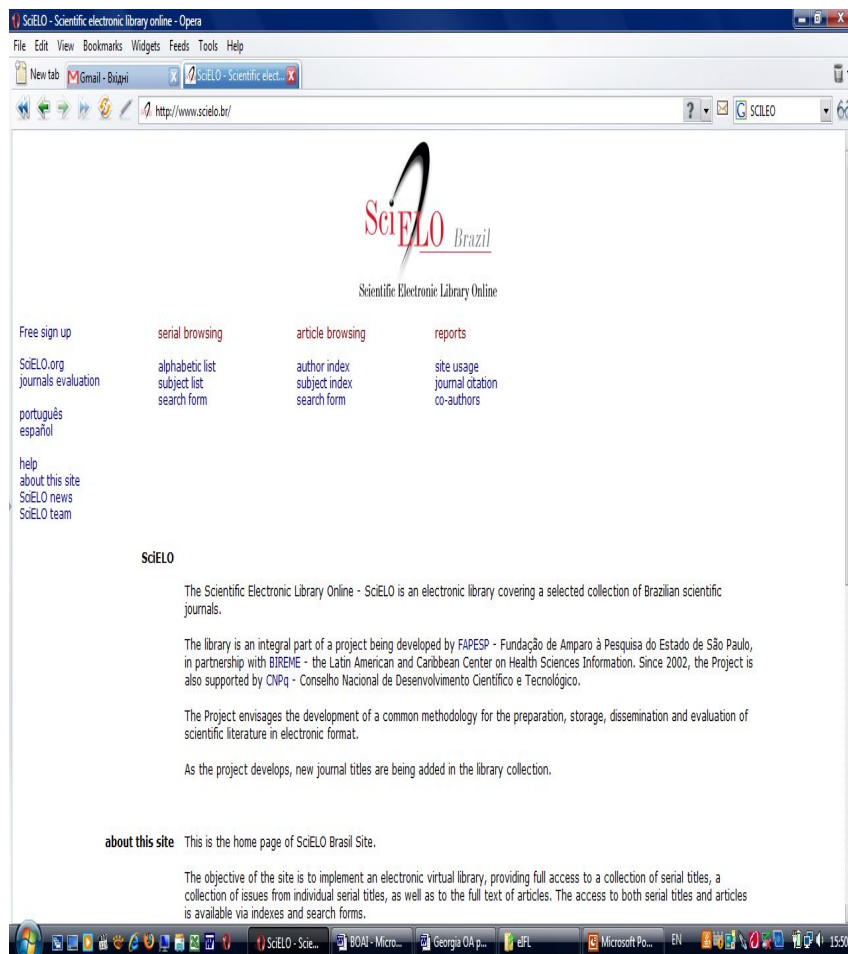 SciELO - Scientific electronic library online - Opera
File Edit View Bookmarks Widgets Feeds Tools Help
New tab Gmail - Вхідні SciELO - Scientific elect...
http://www.scielo.br/ ? SCILEO
SciELO Brazil
Scientific Electronic Library Online
Free sign up serial browsing article browsing reports
SciELO.org alphabetic list author index site usage
journals evaluation subject list subject index journal citation
search form search form co-authors
português
español
help
about this site
SciELO news
SciELO team
SciELO
The Scientific Electronic Library Online - SciELO is an electronic library covering a selected collection of Brazilian scientific
journals.
The library is an integral part of a project being developed by FAPESP - Fundação de Amparo à Pesquisa do Estado de São Paulo,
in partnership with BIREME - the Latin American and Caribbean Center on Health Sciences Information. Since 2002, the Project is
also supported by CNPq - Conselho Nacional de Desenvolvimento Científico e Tecnológico.
The Project envisages the development of a common methodology for the preparation, storage, dissemination and evaluation of
scientific literature in electronic format.
As the project develops, new journal titles are being added in the library collection.
about this site This is the home page of SciELO Brasil Site.
The objective of the site is to implement an electronic virtual library, providing full access to a collection of serial titles, a
collection of issues from individual serial titles, as well as to the full text of articles. The access to both serial titles and articles
is available via indexes and search forms.
SciELO - Scie... BOAI - Micro... Georgia OA p... eIFL Microsoft Po... EN 15:50